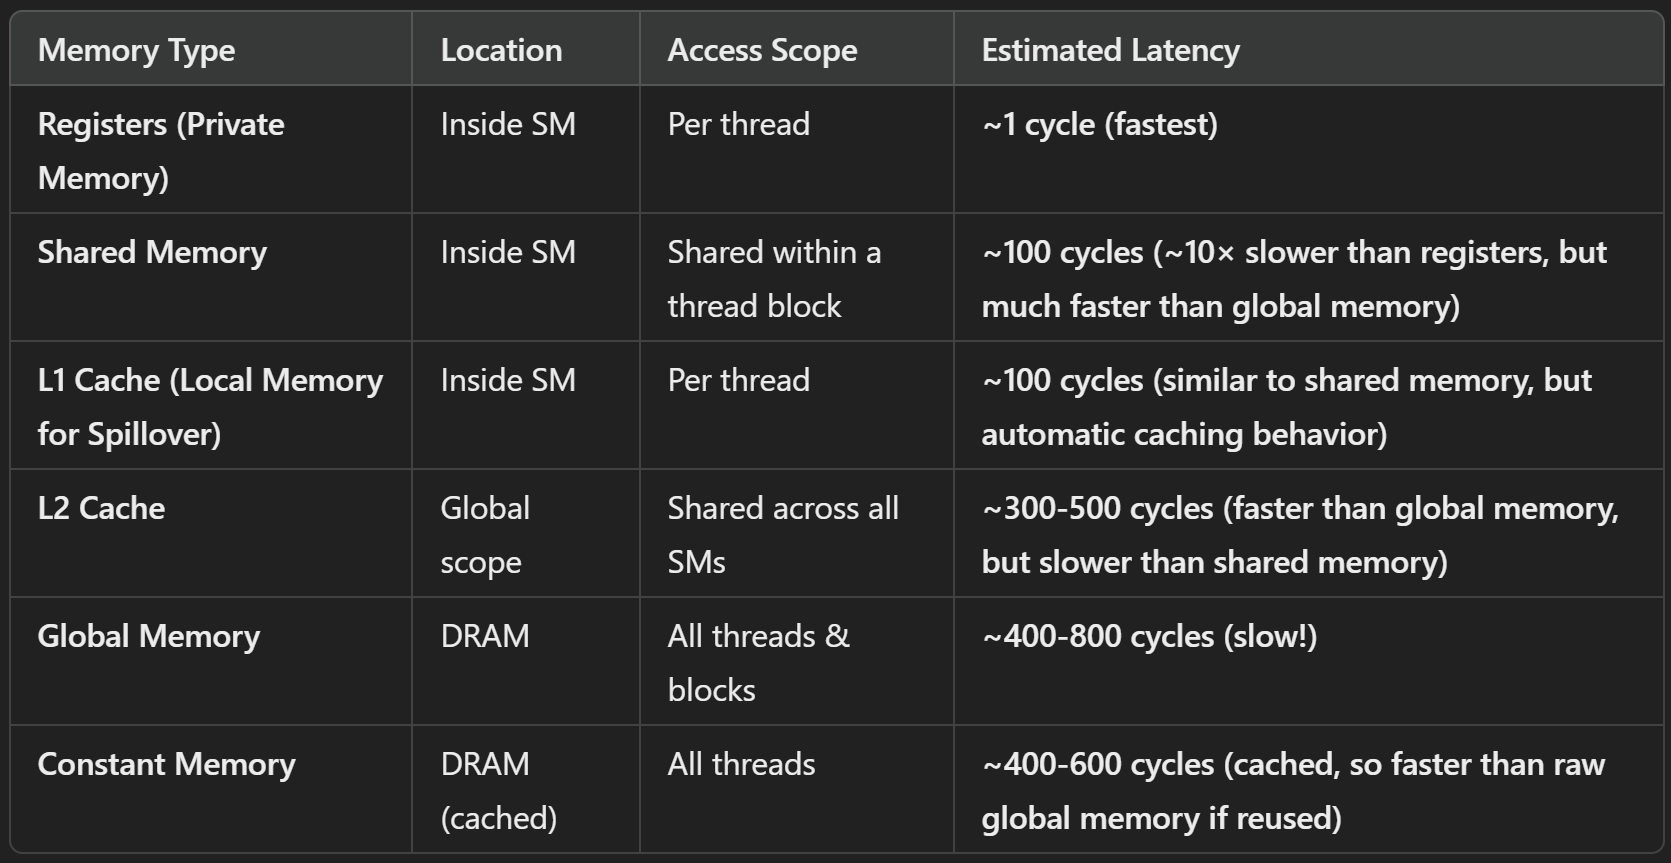 Memory Type Location Access Scope Estimated Latency
Registers (Private Inside SM Per thread ~1 cycle (fastest)
Memory)
Shared Memory Inside SM Shared within a ~100 cycles (~10× slower than registers, but
thread block much faster than global memory)
L1 Cache (Local Memory Inside SM Per thread ~100 cycles (similar to shared memory, but
for Spillover) automatic caching behavior)
L2 Cache Global Shared across all ~300-500 cycles (faster than global memory,
scope SMs but slower than shared memory)
Global Memory DRAM All threads & ~400-800 cycles (slow!)
blocks
Constant Memory DRAM All threads ~400-600 cycles (cached, so faster than raw
(cached) global memory if reused)